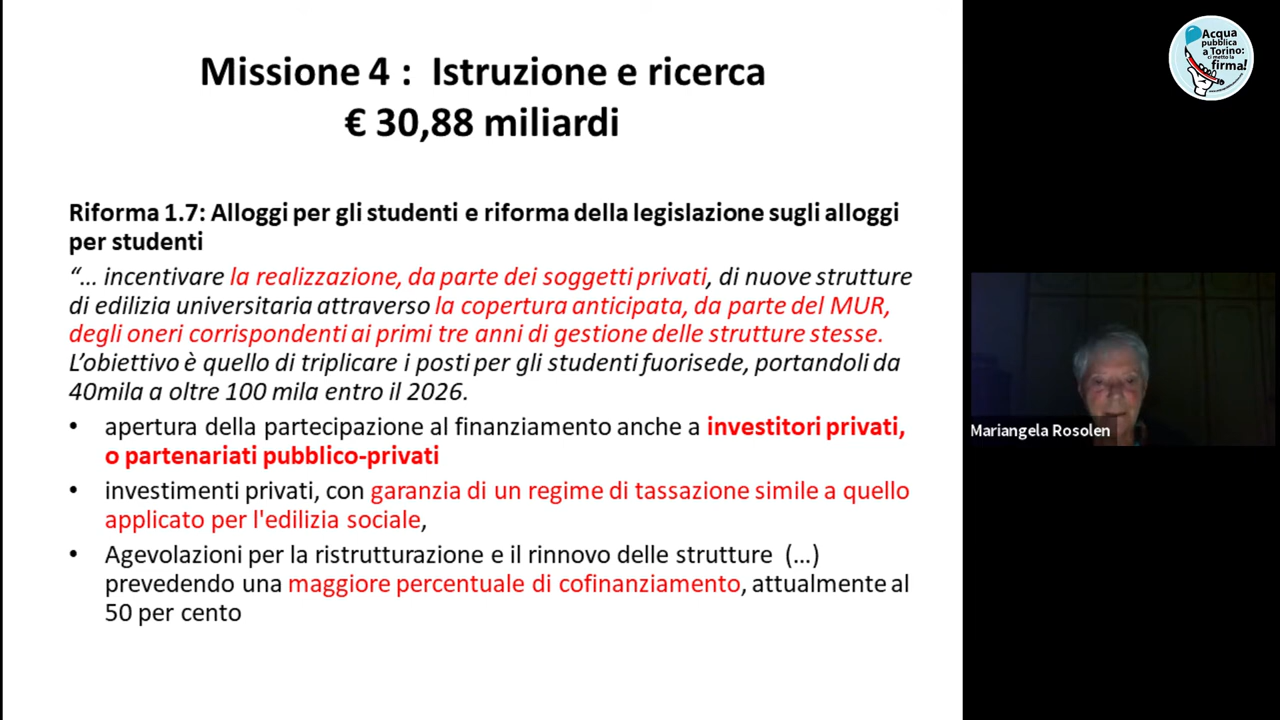 Missione 4 : Istruzione e ricerca
€ 30,88 miliardi
Riforma 1.7: Alloggi per gli studenti e riforma della legislazione sugli alloggi
per studenti
“… incentivare la realizzazione, da parte dei soggetti privati, di nuove strutture
di edilizia universitaria attraverso la copertura anticipata, da parte del MUR,
degli oneri corrispondenti ai primi tre anni di gestione delle strutture stesse.
L’obiettivo è quello di triplicare i posti per gli studenti fuorisede, portandoli da
40mila a oltre 100 mila entro il 2026.
• apertura della partecipazione al finanziamento anche a investitori privati,
o partenariati pubblico-privati
• investimenti privati, con garanzia di un regime di tassazione simile a quello
applicato per l'edilizia sociale,
• Agevolazioni per la ristrutturazione e il rinnovo delle strutture (…)
prevedendo una maggiore percentuale di cofinanziamento, attualmente al
50 per cento
Acqua
pubblica
a Torino:
ci metto la
firma!
Mariangela Rosolen